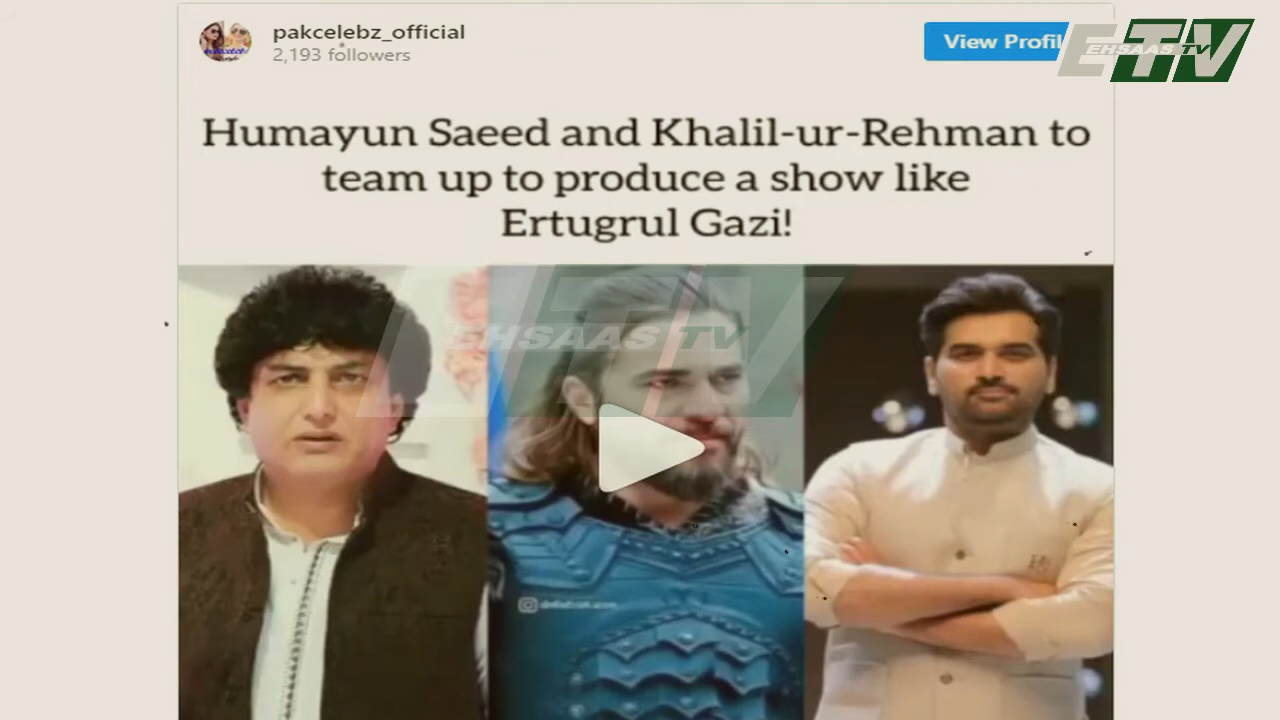 pakcelebz_official
2,193 followers
View Profil
EHSAAS TV
ETV
Humayun Saeed and Khalil-ur-Rehman to
team up to produce a show like
Ertugrul Gazi!
ETV
EHSAAS TV